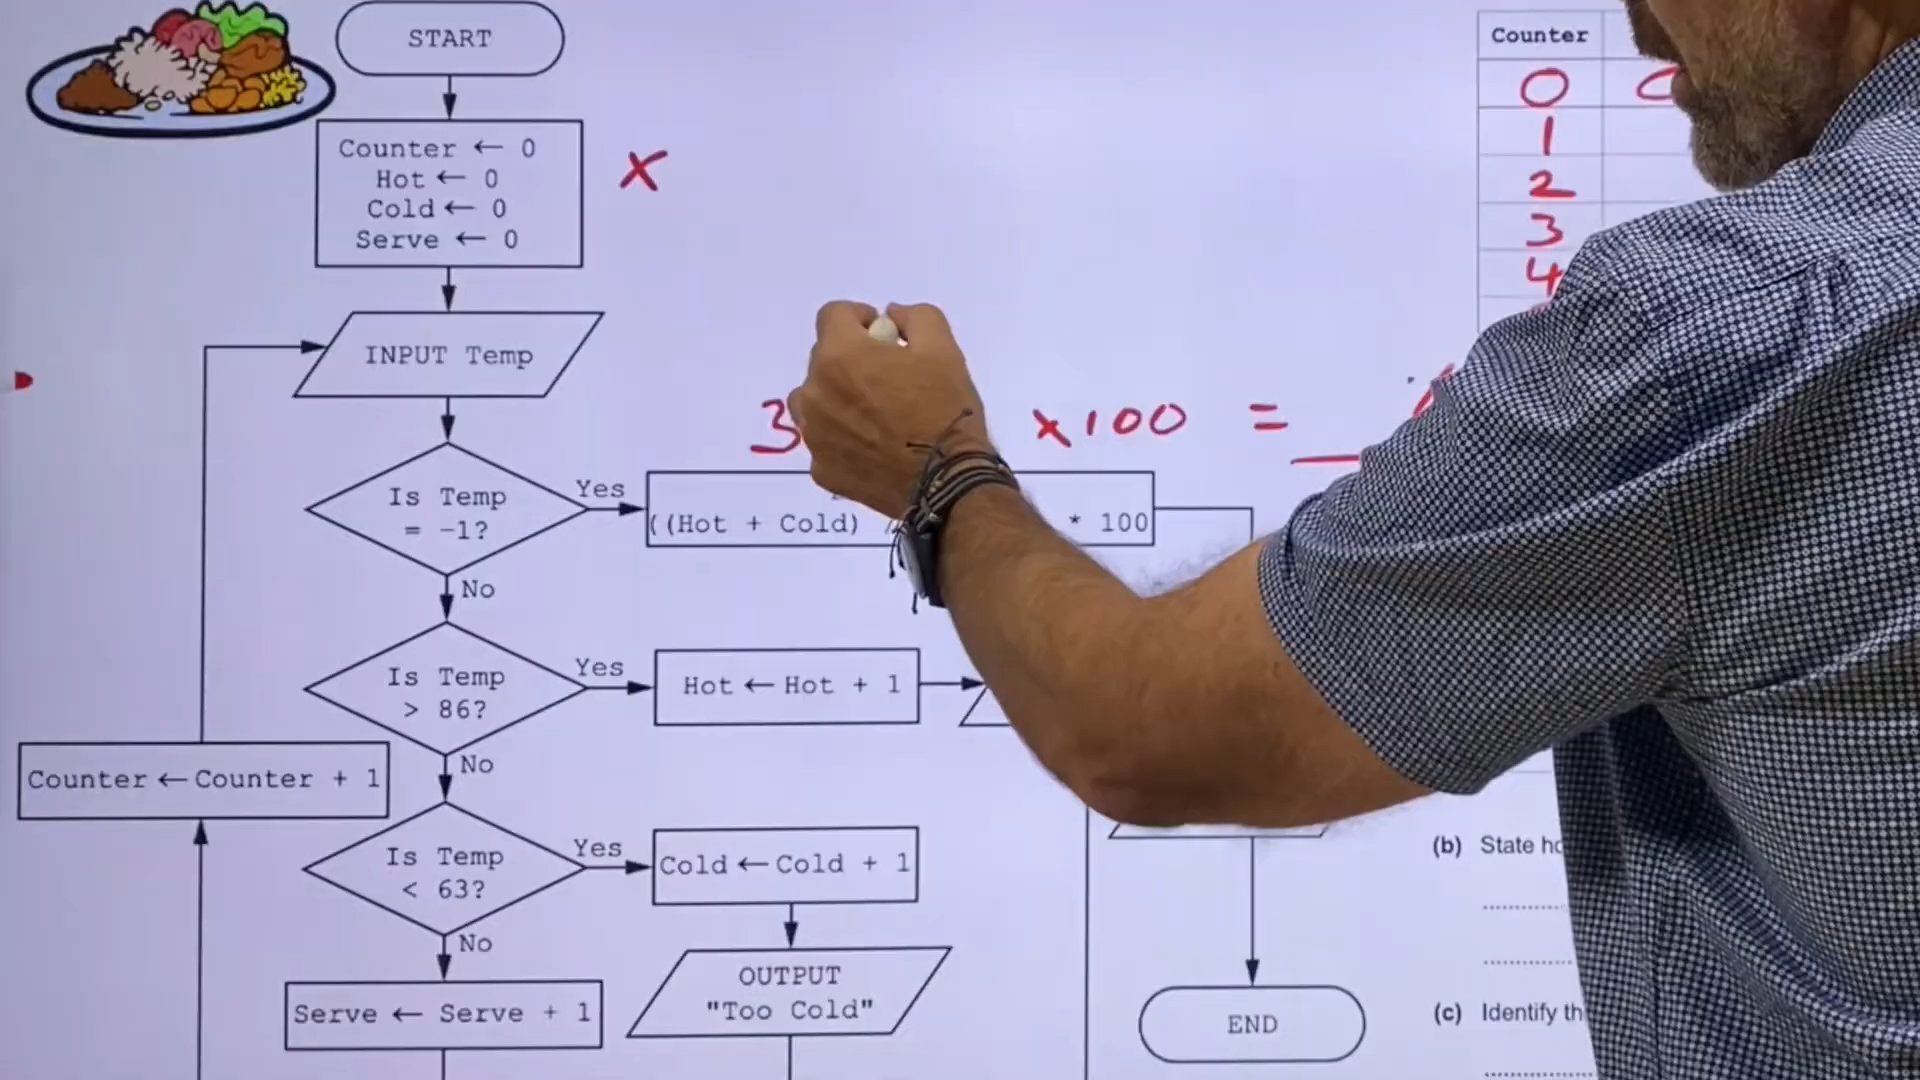 START
Counter ← 0
Hot ← 0
Cold ← 0
Serve ← 0
x
INPUT Temp
Is Temp
= -1?
Yes
No
3
x100 =
((Hot + Cold)
* 100
Is Temp
> 86?
Yes
No
Hot ← Hot + 1
Counter ← Counter + 1
Is Temp
< 63?
Yes
No
Cold ← Cold + 1
OUTPUT
"Too Cold"
Serve ← Serve + 1
END
Counter
0
1
2
3
4
(b) State
(c) Identify